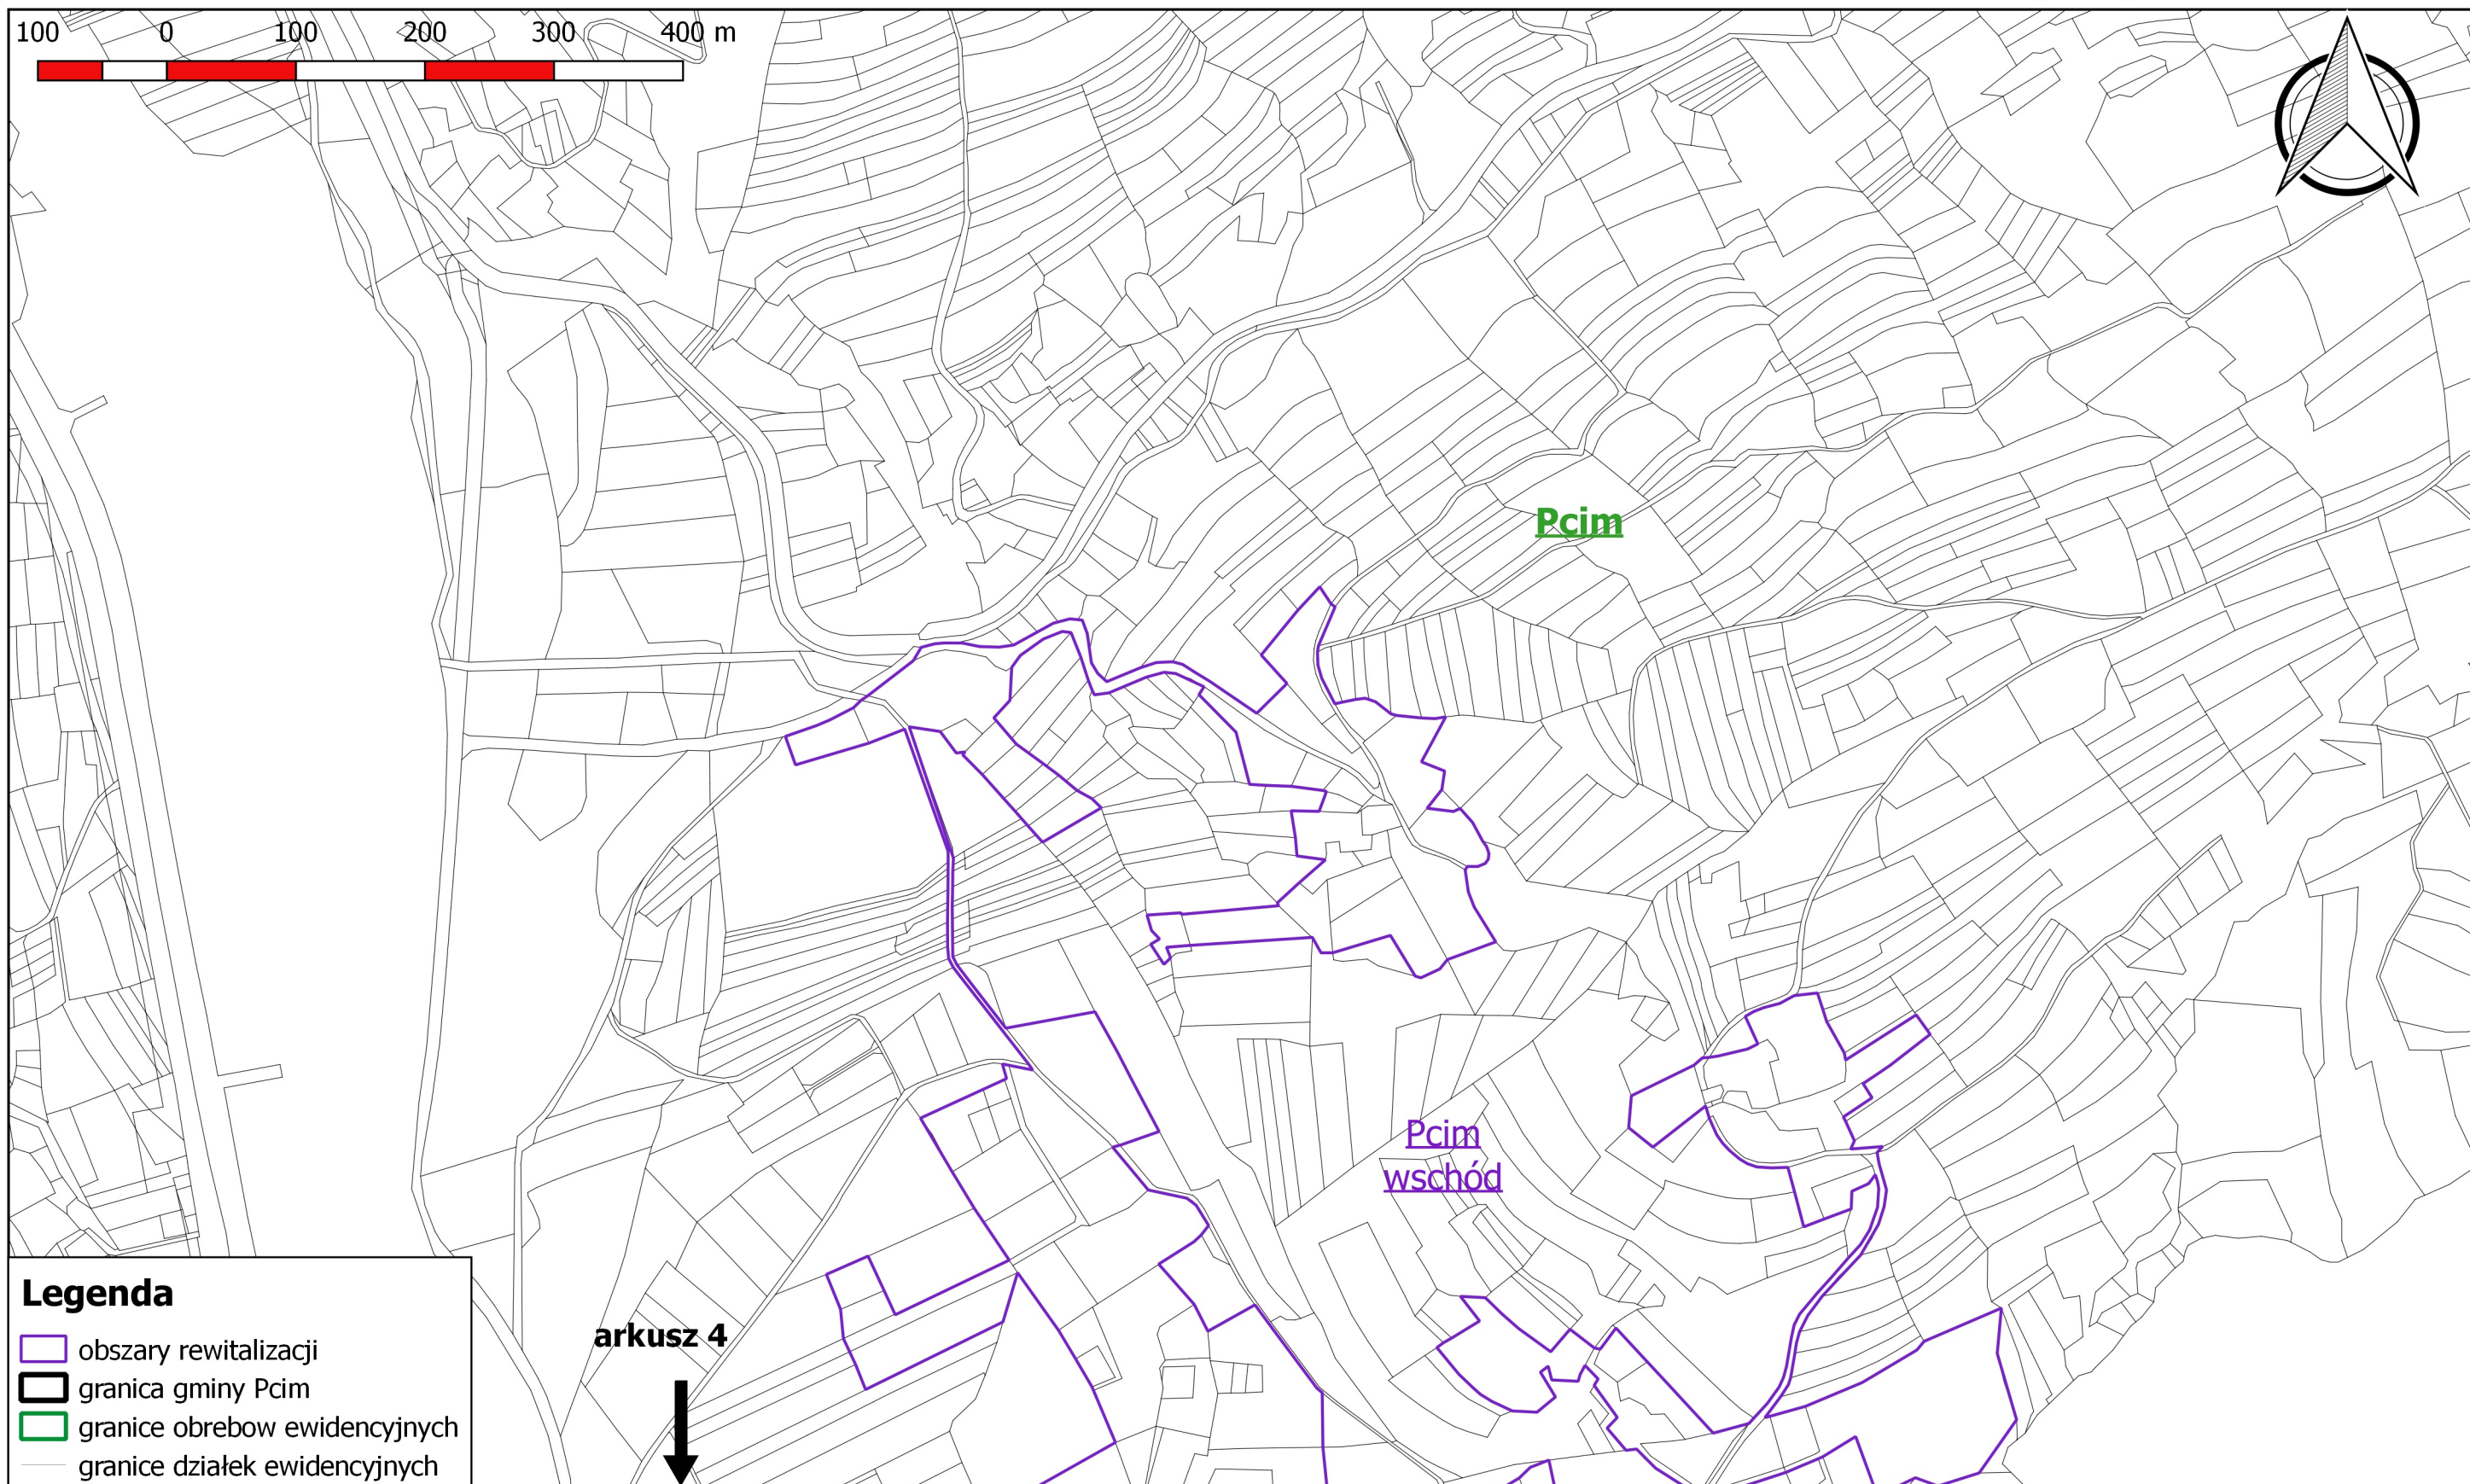 100 0 100 200 300 400 m
Pcim
Pcim
wschód
arkusz 4
Legenda
obszary rewitalizacji
granica gminy Pcim
granice obrebow ewidencyjnych
granice działek ewidencyjnych